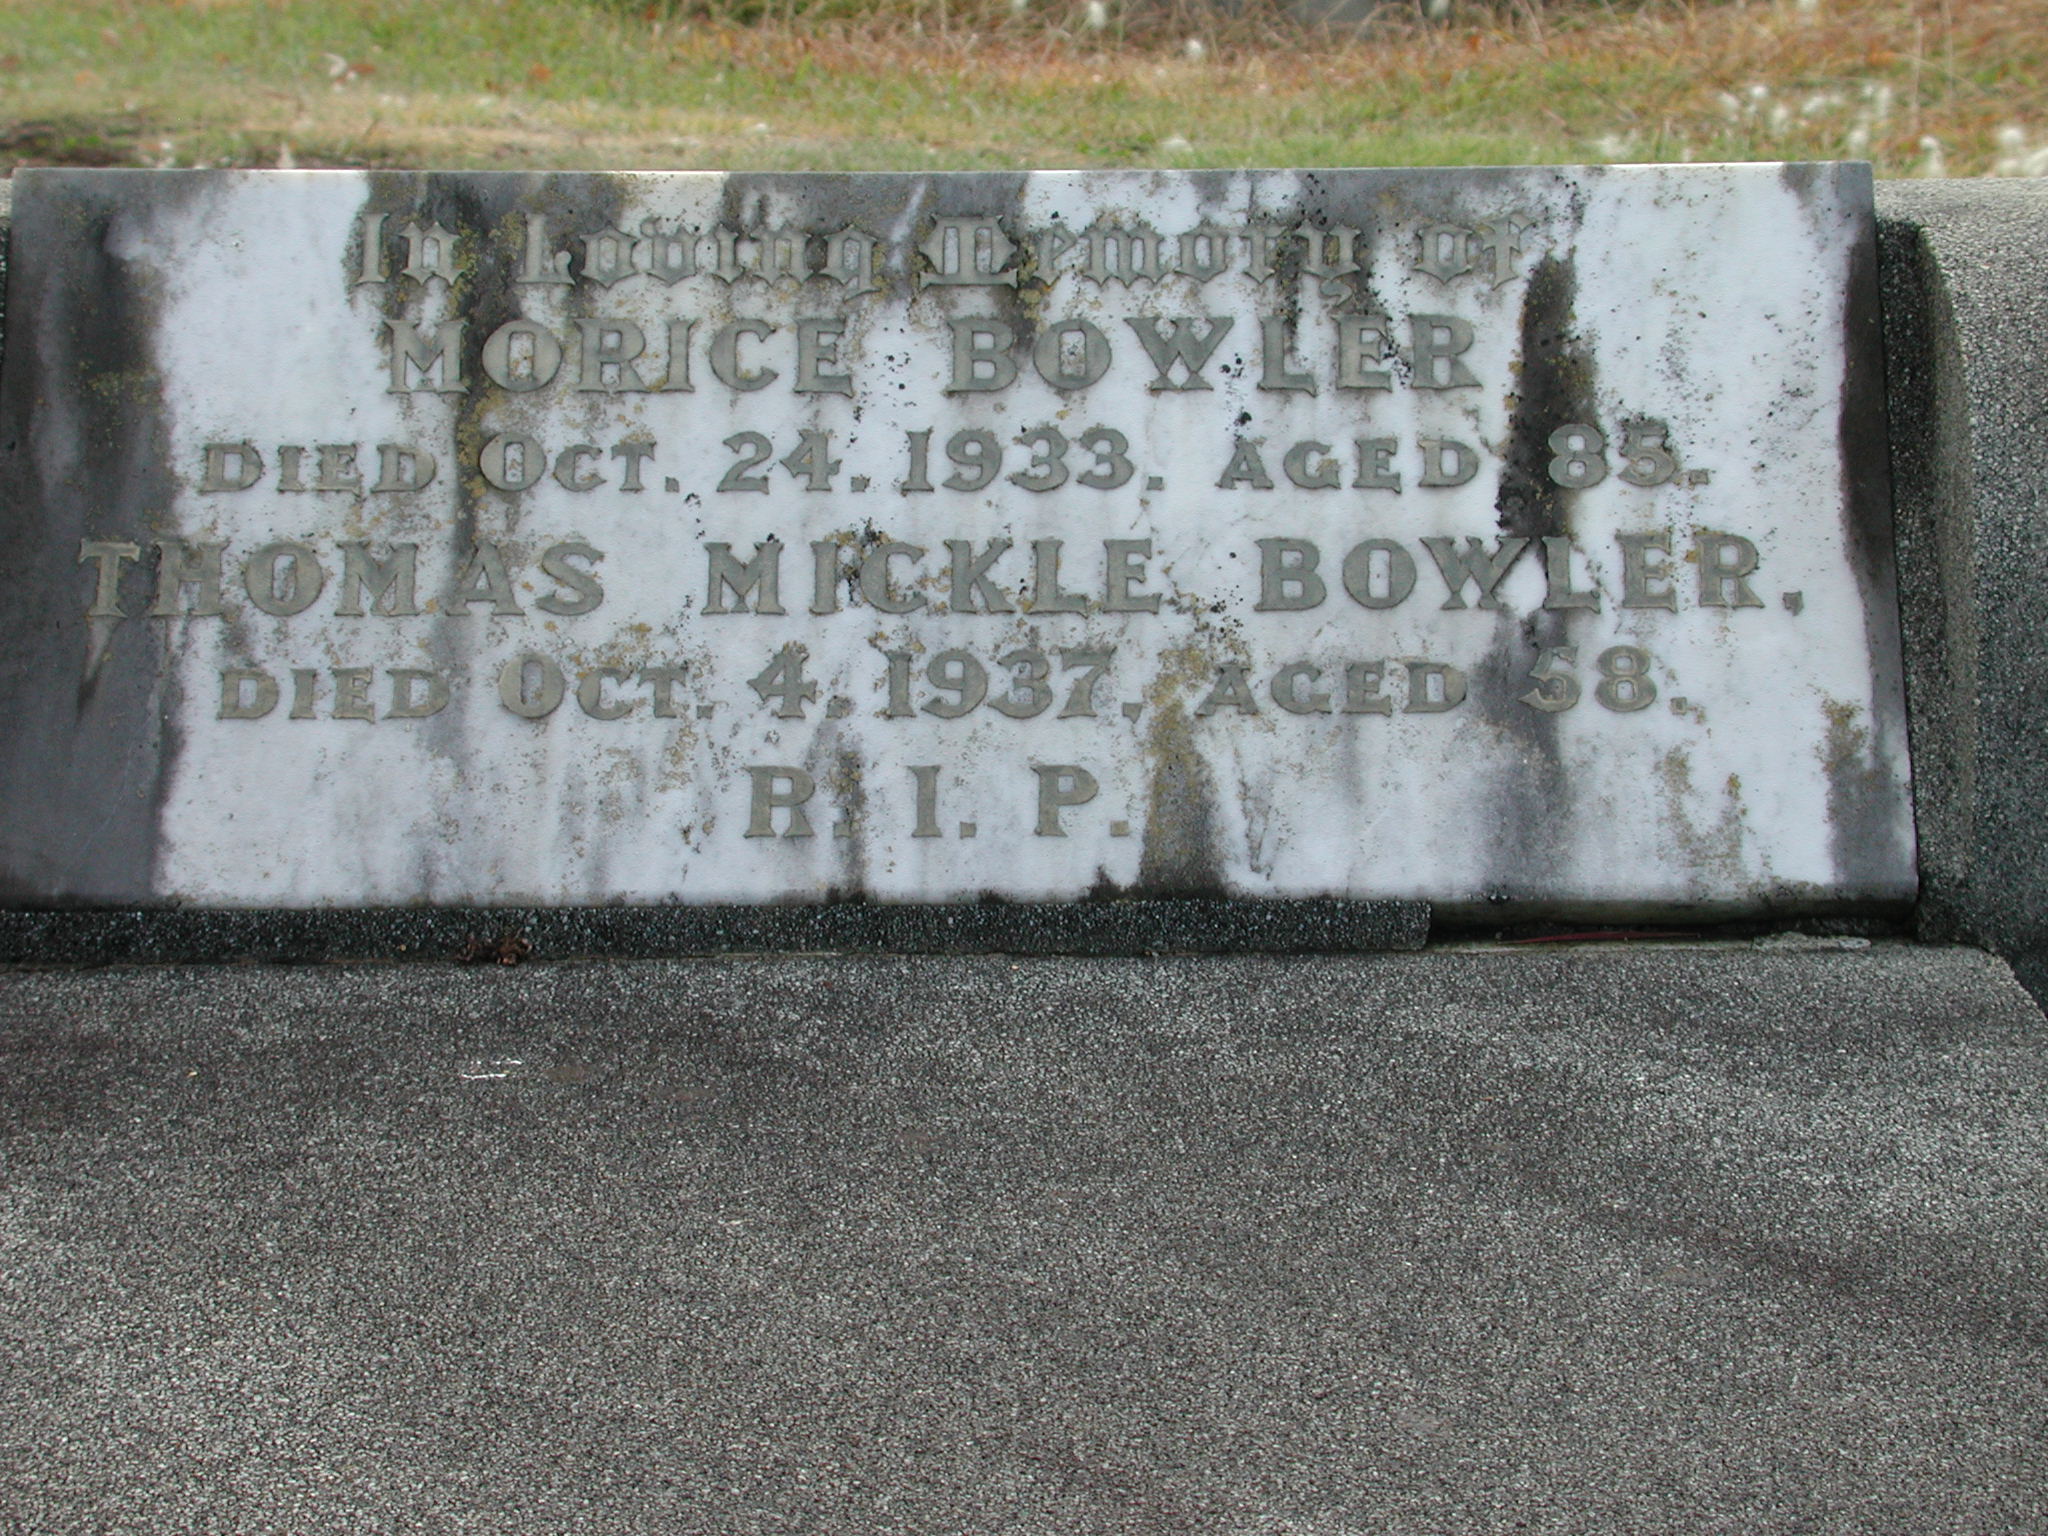 In Loving Memory of
MORICE BOWLER
DIED OCT. 24. 1933. AGED 85.
THOMAS MICKLE BOWLER,
DIED OCT. 4. 1937, AGED 58.
R. I. P.